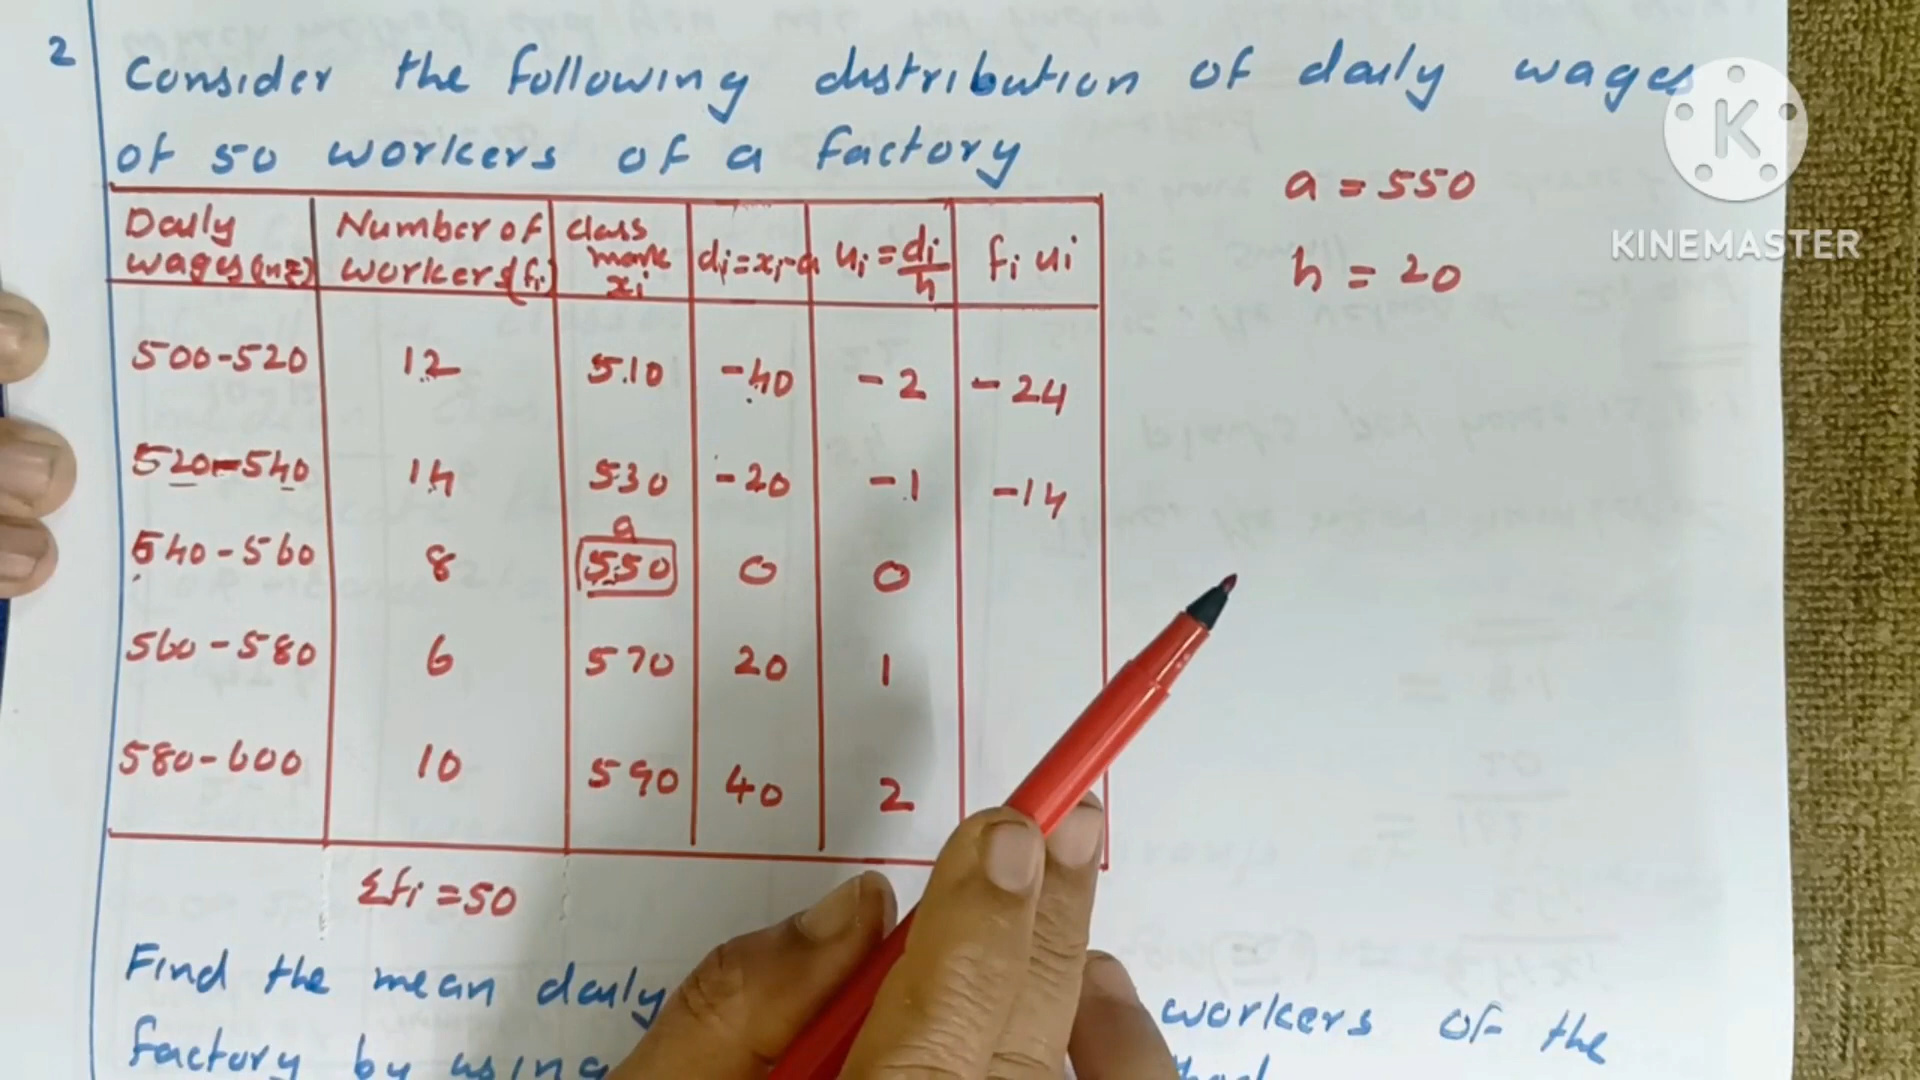 2
Consider the following distribution of daily wages
of 50 workers of a factory
a = 550
h = 20
K
KINEMASTER
Daily wages (in ₹) Number of workers (fi) class mark xi di = xi - a ui = di/h fi ui
500-520 12 510 -40 -2 -24
520-540 14 530 -20 -1 -14
a
540-560 8 550 0 0
560-580 6 570 20 1
580-600 10 590 40 2
Σfi = 50
Find the mean daily workers of the
factory by using